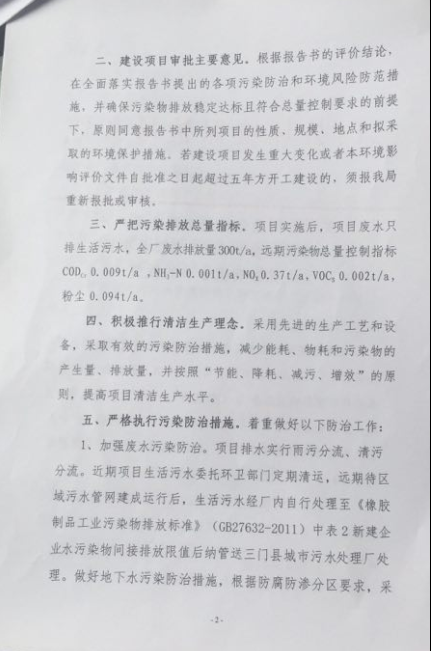 二、建设项目审批主要意见。根据报告书的评价结论，
在全面落实报告书提出的各项污染防治和环境风险防范措
施、并确保污染物排放稳定达标且符合总量控制要求的前提
下，原则同意报告书中所列项目的性质、规模、地点和拟采
取的环境保护措施。若建设项目发生重大变化或者本环境影
响评价文件自批准之日起超过五年方开工建设的，须报我局
重新报批或审核。
三、严把污染排放总量指标。项目实施后，项目废水只
排生活污水，全厂废水排放量300t/a。远期污染物总量控制指标
COD 0.009t/a，NH₃-N 0.001t/a，NOₓ0.37t/a，VOCₛ 0.002t/a，
粉尘 0.094t/a。
四、积极推行清洁生产理念。采用先进的生产工艺和设
备，采取有效的污染防治措施，减少能耗、物耗和污染物的
产生量、排放量，并按照“节能、降耗、减污、增效”的原
则，提高项目清洁生产水平。
五、严格执行污染防治措施。着重做好以下防治工作：
1、加强废水污染防治。项目排水实行雨污分流、清污
分流。近期项目生活污水委托环卫部门定期清运，远期待区
域污水管网建成运行后，生活污水经厂内自行处理至《橡胶
制品工业污染物排放标准》（GB27632-2011）中表2新建企
业水污染物间接排放限值后纳管送三门县城市污水处理厂处
理。做好地下水污染防治措施，根据防腐防渗分区要求，采
-2-